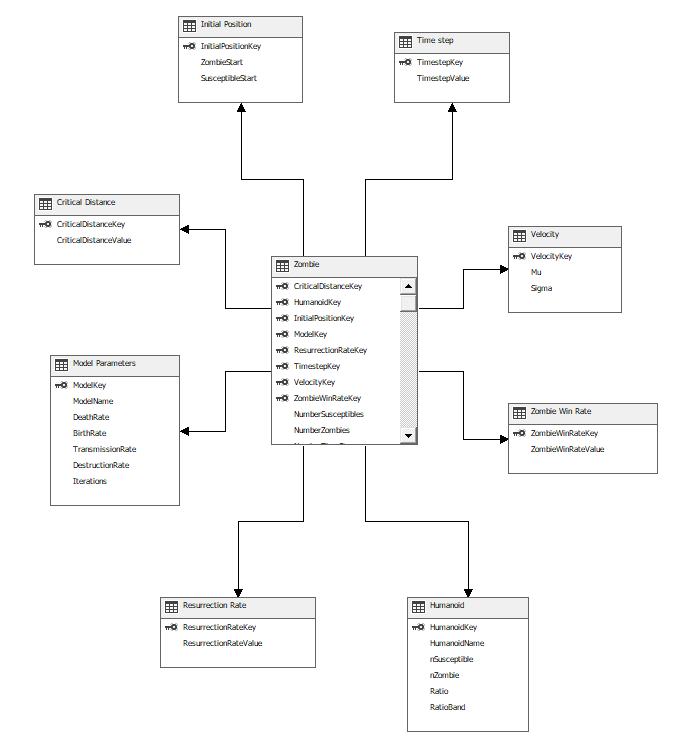 Initial Position
InitialPositionKey
ZombieStart
SusceptibleStart
Time step
TimestepKey
TimestepValue
Critical Distance
CriticalDistanceKey
CriticalDistanceValue
Velocity
VelocityKey
Mu
Sigma
Zombie
CriticalDistanceKey
HumanoidKey
InitialPositionKey
ModelKey
ResurrectionRateKey
TimestepKey
VelocityKey
ZombieWinRateKey
NumberSusceptibles
NumberZombies
Model Parameters
ModelKey
ModelName
DeathRate
BirthRate
TransmissionRate
DestructionRate
Iterations
Zombie Win Rate
ZombieWinRateKey
ZombieWinRateValue
Resurrection Rate
ResurrectionRateKey
ResurrectionRateValue
Humanoid
HumanoidKey
HumanoidName
nSusceptible
nZombie
Ratio
RatioBand